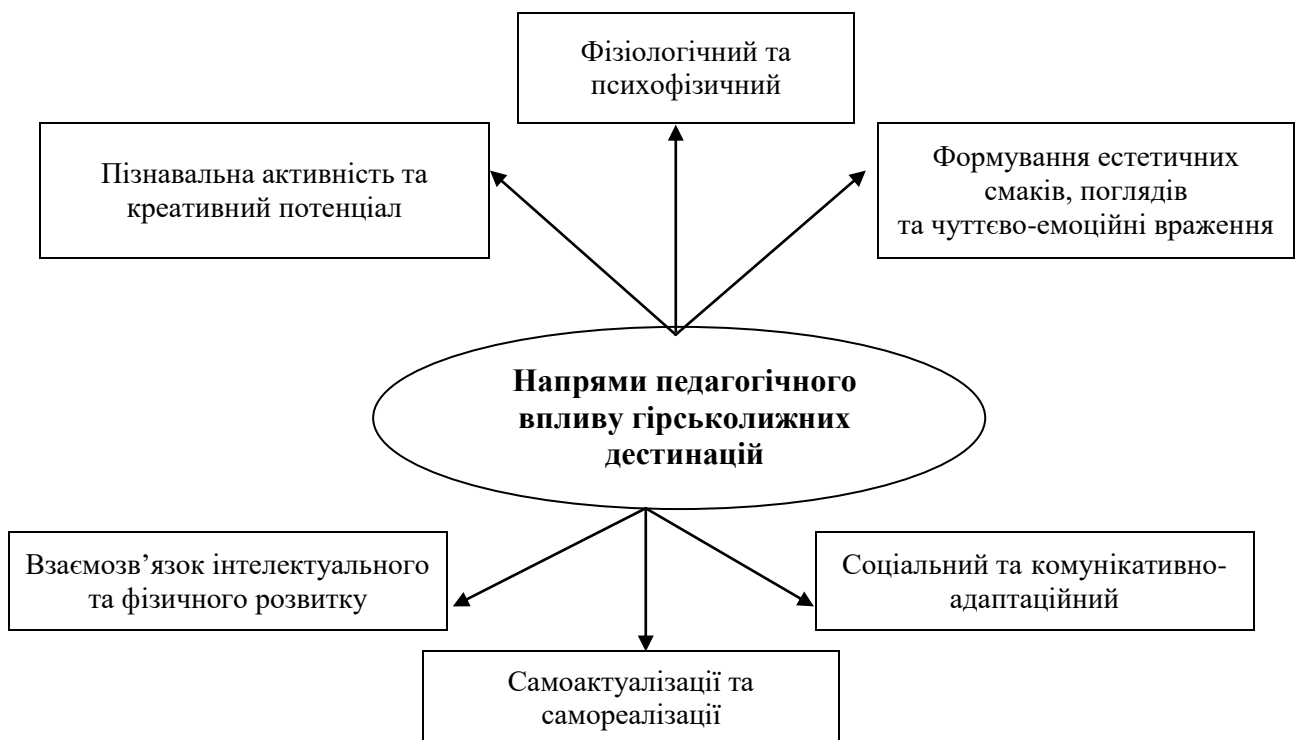 Фізіологічний та
психофізичний
Пізнавальна активність та
креативний потенціал
Формування естетичних
смаків, поглядів
та чуттєво-емоційні враження
Напрями педагогічного
впливу гірськолижних
дестинацій
Взаємозв’язок інтелектуального
та фізичного розвитку
Соціальний та комунікативно-
адаптаційний
Самоактуалізації та
самореалізації